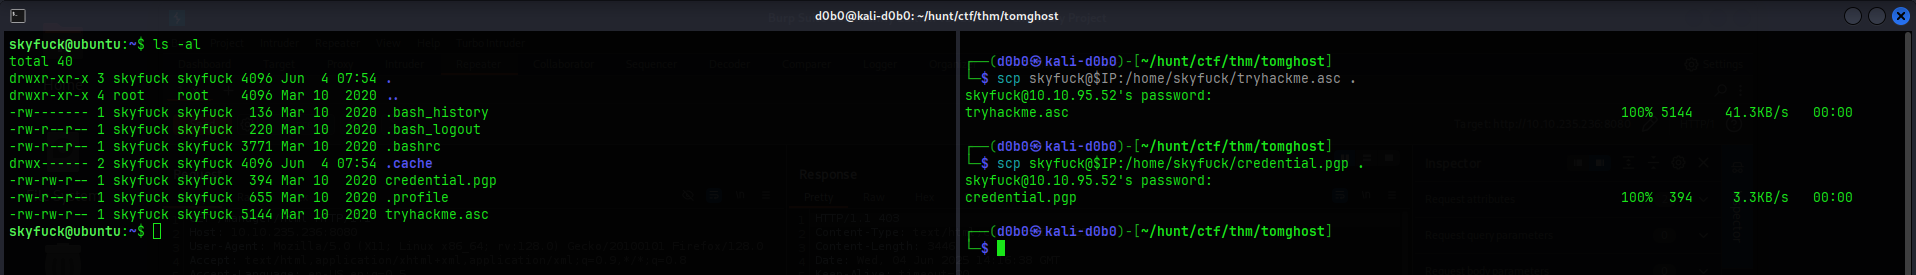 d0b0@kali-d0b0: ~/hunt/ctf/thm/tomghost
skyfuck@ubuntu:~$ ls -al
total 40
drwxr-xr-x 3 skyfuck skyfuck 4096 Jun  4 07:54 .
drwxr-xr-x 4 root    root    4096 Mar 10  2020 ..
-rw------- 1 skyfuck skyfuck  136 Mar 10  2020 .bash_history
-rw-r--r-- 1 skyfuck skyfuck  220 Mar 10  2020 .bash_logout
-rw-r--r-- 1 skyfuck skyfuck 3771 Mar 10  2020 .bashrc
drwx------ 2 skyfuck skyfuck 4096 Jun  4 07:54 .cache
-rw-rw-r-- 1 skyfuck skyfuck  394 Mar 10  2020 credential.pgp
-rw-r--r-- 1 skyfuck skyfuck  655 Mar 10  2020 .profile
-rw-rw-r-- 1 skyfuck skyfuck 5144 Mar 10  2020 tryhackme.asc
skyfuck@ubuntu:~$
┌──(d0b0㉿kali-d0b0)-[~/hunt/ctf/thm/tomghost]
└─$ scp skyfuck@$IP:/home/skyfuck/tryhackme.asc .
skyfuck@10.10.95.52's password:
tryhackme.asc 100% 5144 41.3KB/s 00:00
┌──(d0b0㉿kali-d0b0)-[~/hunt/ctf/thm/tomghost]
└─$ scp skyfuck@$IP:/home/skyfuck/credential.pgp .
skyfuck@10.10.95.52's password:
credential.pgp 100% 394 3.3KB/s 00:00
┌──(d0b0㉿kali-d0b0)-[~/hunt/ctf/thm/tomghost]
└─$
Response
Inspector